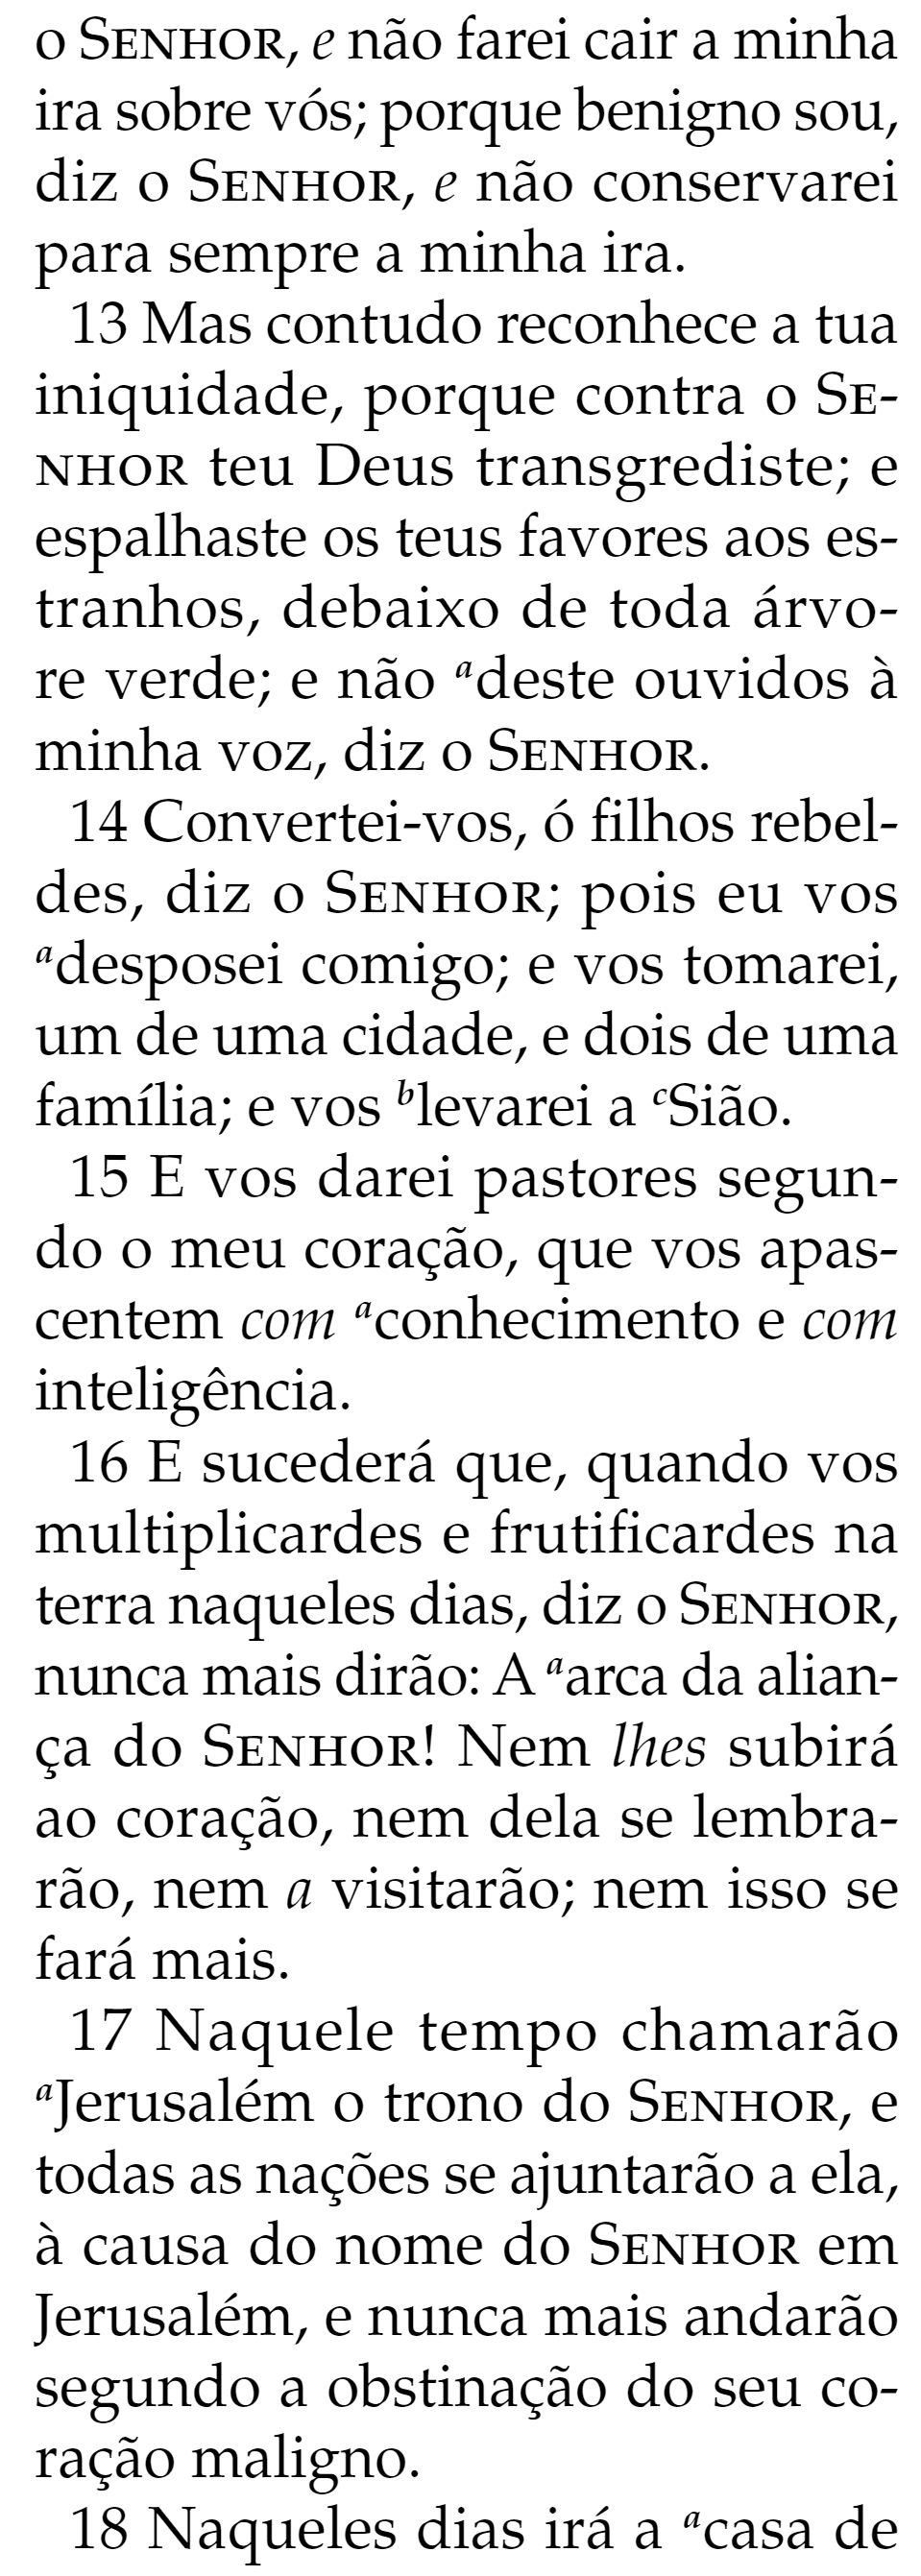 o Senhor, e não farei cair a minha
ira sobre vós; porque benigno sou,
diz o Senhor, e não conservarei
para sempre a minha ira.
13 Mas contudo reconhece a tua
iniquidade, porque contra o Se-
nhor teu Deus transgrediste; e
espalhaste os teus favores aos es-
tranhos, debaixo de toda árvo-
re verde; e não adeste ouvidos à
minha voz, diz o Senhor.
14 Convertei-vos, ó filhos rebel-
des, diz o Senhor; pois eu vos
adesposei comigo; e vos tomarei,
um de uma cidade, e dois de uma
família; e vos blevarei a cSião.
15 E vos darei pastores segun-
do o meu coração, que vos apas-
centem com aconhecimento e com
inteligência.
16 E sucederá que, quando vos
multiplicardes e frutificardes na
terra naqueles dias, diz o Senhor,
nunca mais dirão: A aarca da alian-
ça do Senhor! Nem lhes subirá
ao coração, nem dela se lembra-
rão, nem a visitarão; nem isso se
fará mais.
17 Naquele tempo chamarão
aJerusalém o trono do Senhor, e
todas as nações se ajuntarão a ela,
à causa do nome do Senhor em
Jerusalém, e nunca mais andarão
segundo a obstinação do seu co-
ração maligno.
18 Naqueles dias irá a acasa de